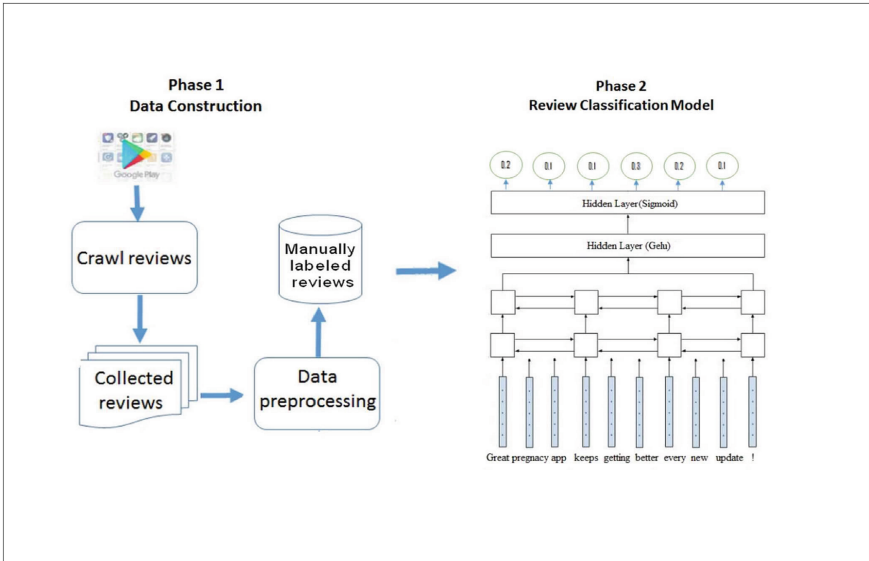 Phase 1
Data Construction
Google Play
Crawl reviews
Collected
reviews
Data
preprocessing
Manually
labeled
reviews
Phase 2
Review Classification Model
0.2 0.1 0.1 0.3 0.2 0.1
Hidden Layer(Sigmoid)
Hidden Layer (Gelu)
Great pregnacy app keeps getting better every new update !